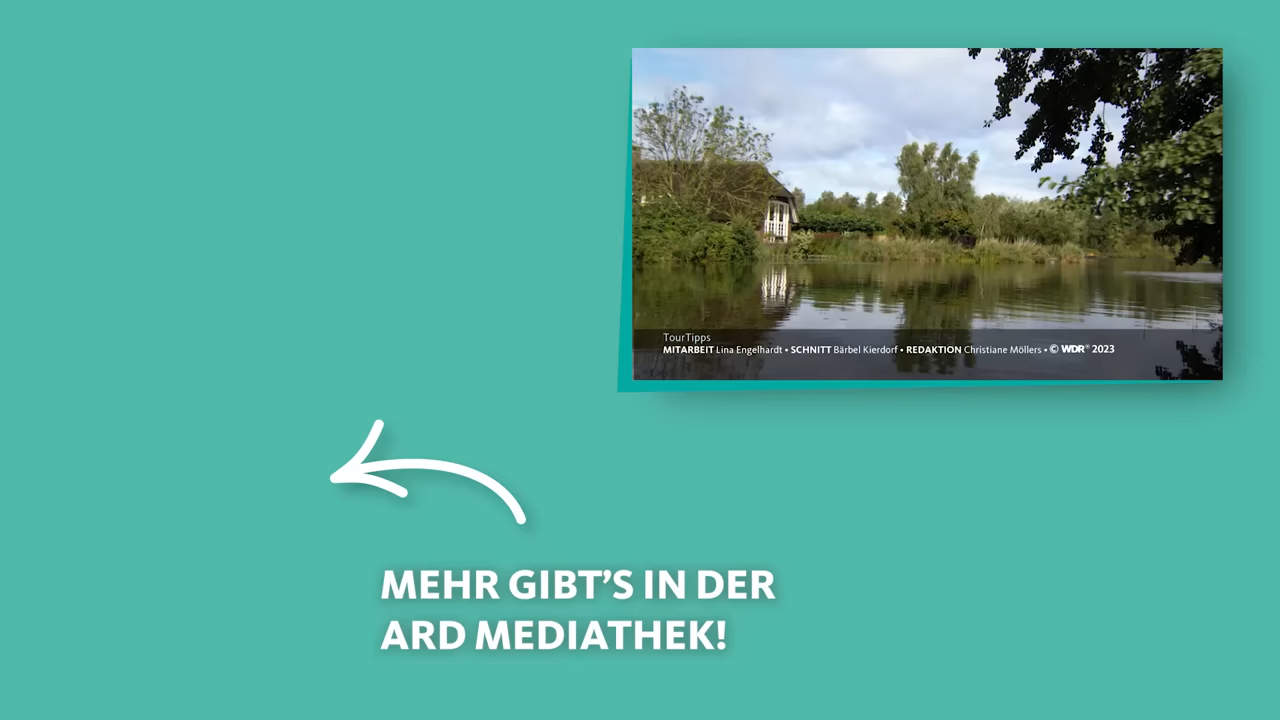 TourTipps
MITARBEIT Lina Engelhardt • SCHNITT Bärbel Kierdorf • REDAKTION Christiane Möllers • © WDR® 2023
MEHR GIBT’S IN DER
ARD MEDIATHEK!